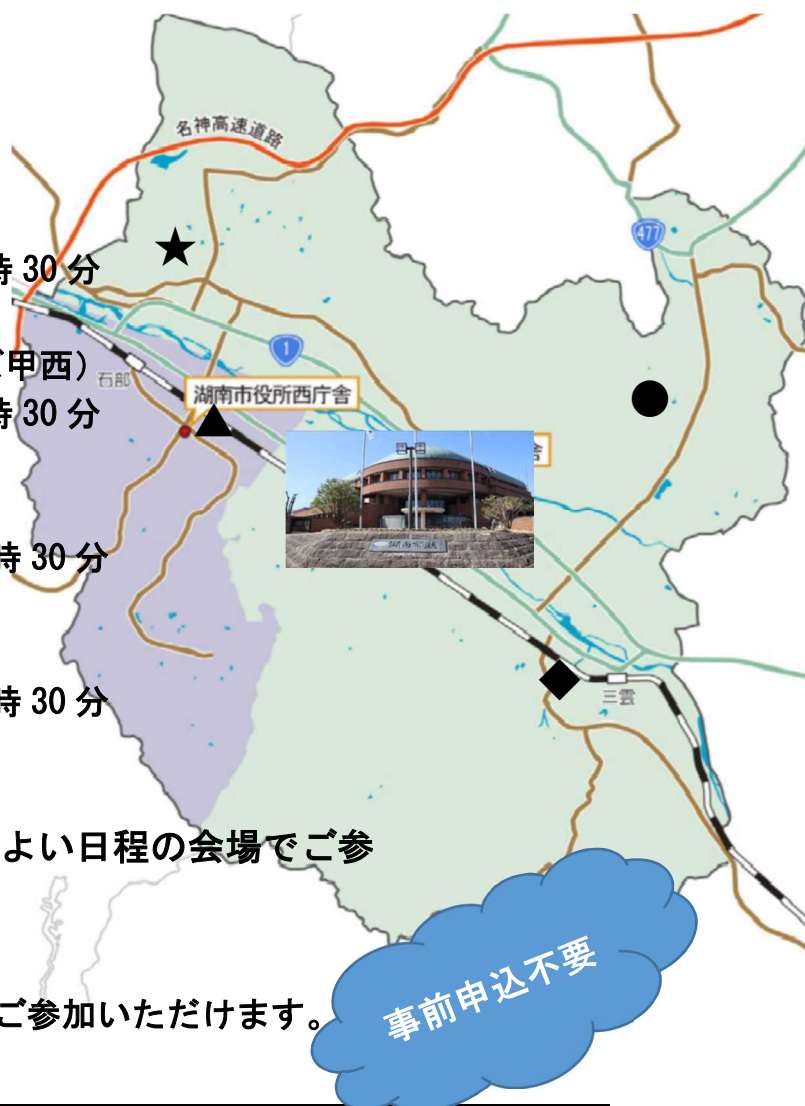 名神高速道路
477
時 30 分
1
甲西）
石部
湖南市役所西庁舎
時 30 分
舎
時 30 分
時 30 分
三雲
よい日程の会場でご参
事前申込不要
ご参加いただけます。